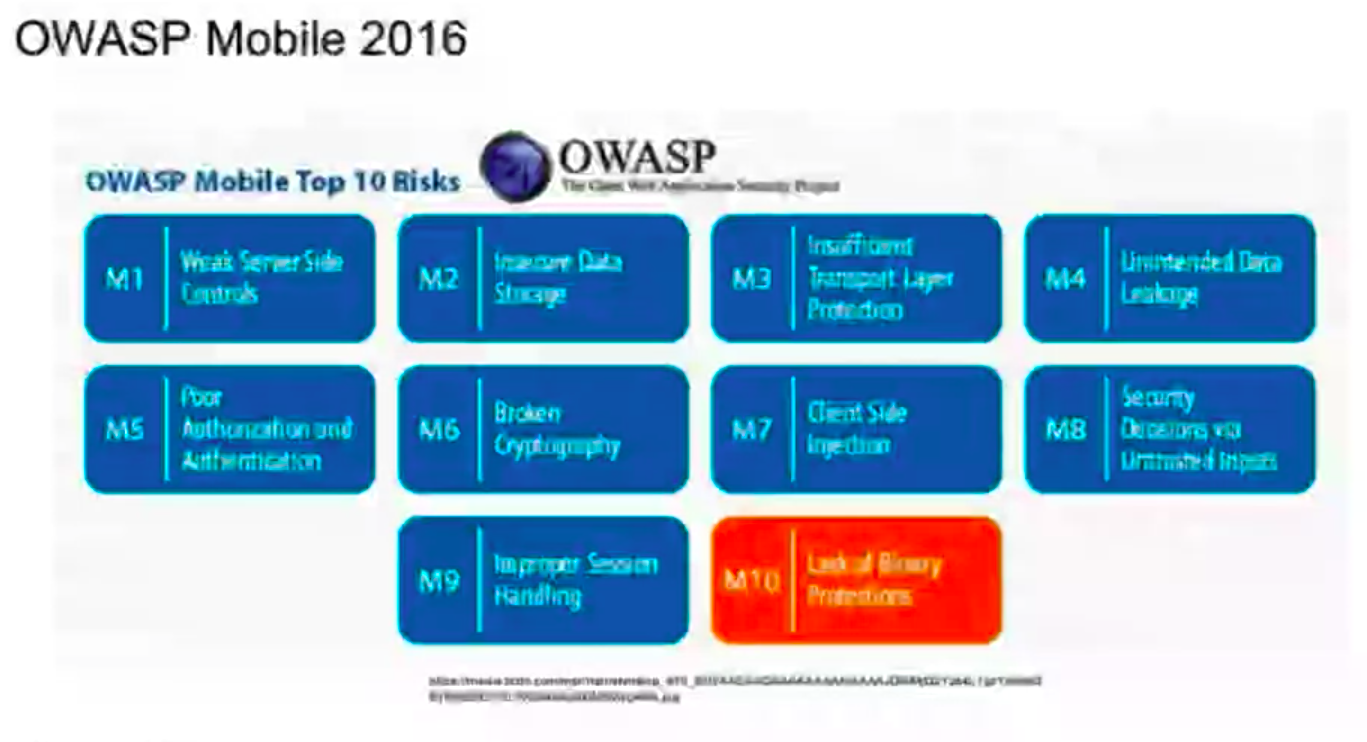 OWASP Mobile 2016
OWASP Mobile Top 10 Risks
OWASP
The Open Web Application Security Project
M1
Weak Server Side
Controls
M2
Insecure Data
Storage
M3
Insufficient
Transport Layer
Protection
M4
Unintended Data
Leakage
M5
Poor
Authorization and
Authentication
M6
Broken
Cryptography
M7
Client Side
Injection
M8
Security
Decisions via
Untrusted Inputs
M9
Improper Session
Handling
M10
Lack of Binary
Protections